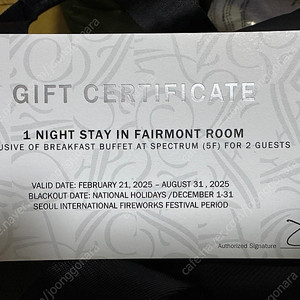 GIFT CERTIFICATE
1 NIGHT STAY IN FAIRMONT ROOM
USIVE OF BREAKFAST BUFFET AT SPECTRUM (5F) FOR 2 GUESTS
VALID DATE: FEBRUARY 21, 2025 – AUGUST 31 , 2025
BLACKOUT DATE: NATIONAL HOLIDAYS /DECEMBER 1-31
SEOUL INTERNATIONAL FIREWORKS FESTIVAL PERIOD
Authorized Signature